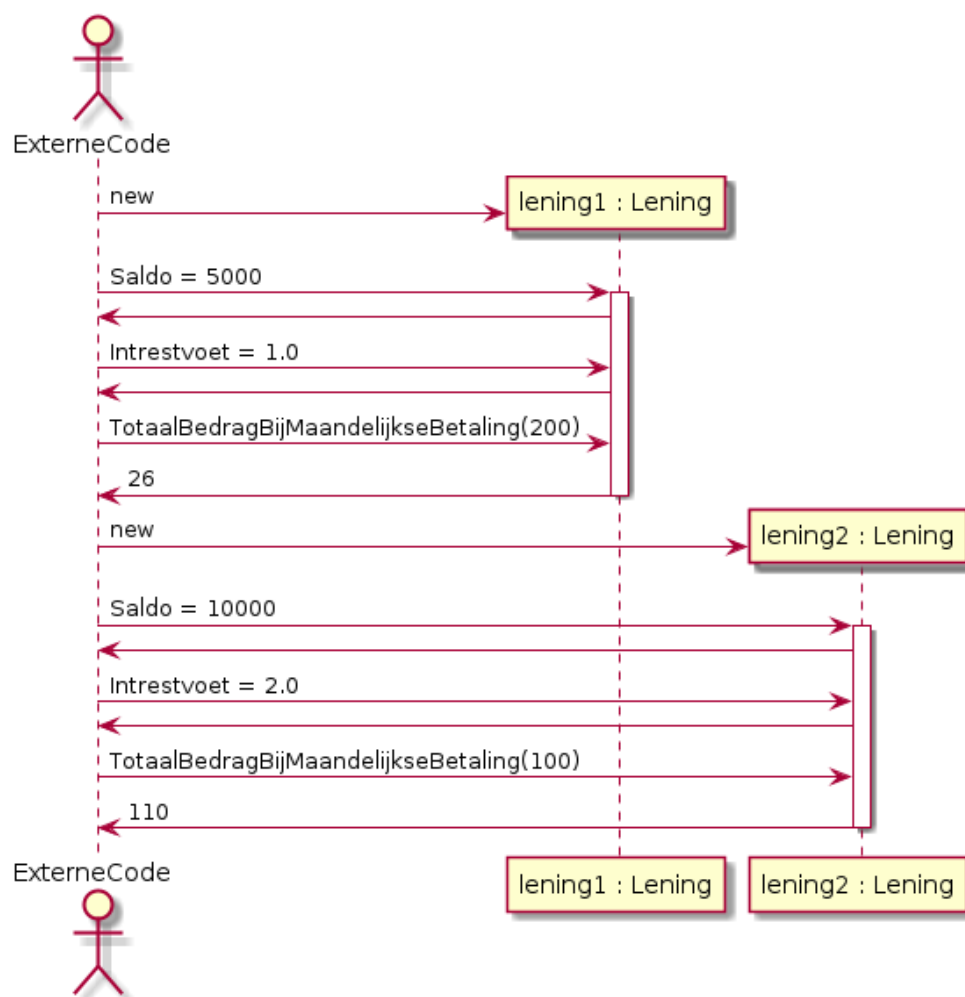 ExterneCode
new
lening1 : Lening
Saldo = 5000
Intrestvoet = 1.0
TotaalBedragBijMaandelijkseBetaling(200)
26
new
lening2 : Lening
Saldo = 10000
Intrestvoet = 2.0
TotaalBedragBijMaandelijkseBetaling(100)
110
ExterneCode
lening1 : Lening
lening2 : Lening